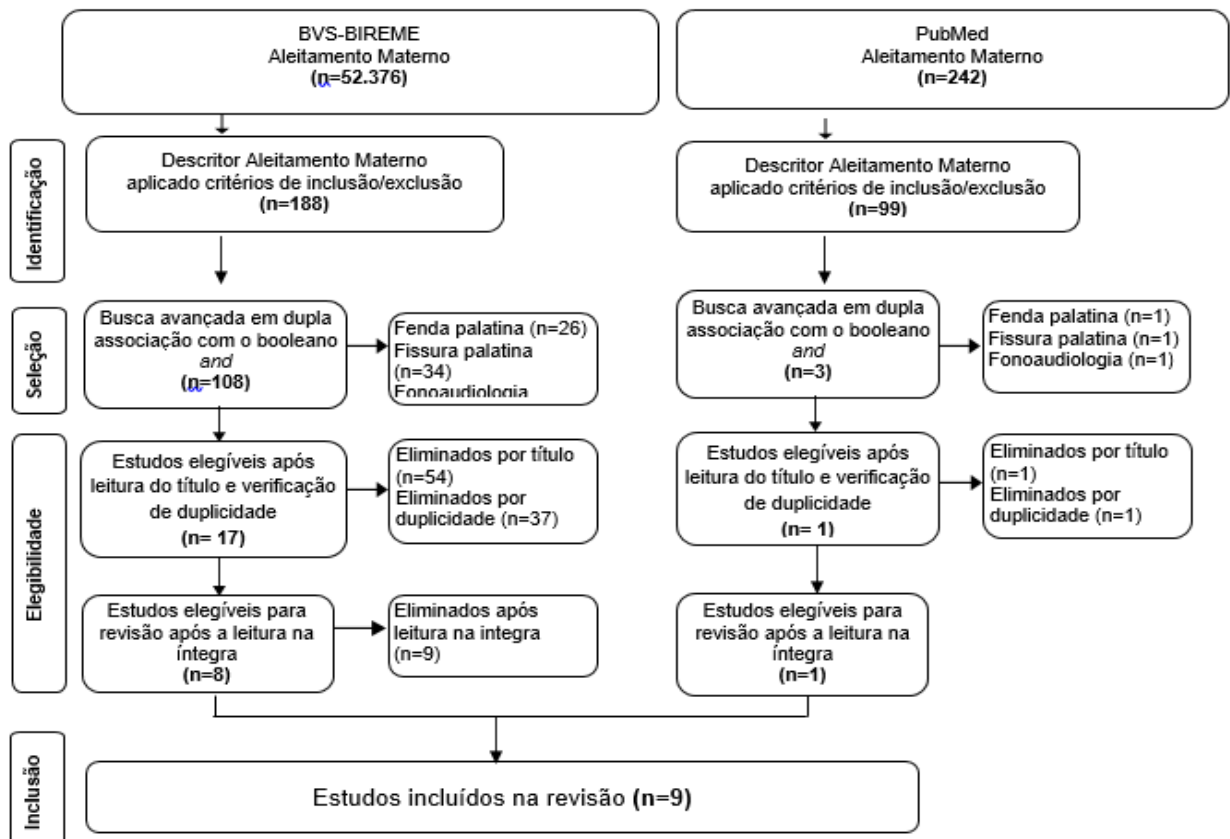 BVS-BIREME
Aleitamento Materno
(n=52.376)
PubMed
Aleitamento Materno
(n=242)
Identificação
Descritor Aleitamento Materno
aplicado critérios de inclusão/exclusão
(n=188)
Descritor Aleitamento Materno
aplicado critérios de inclusão/exclusão
(n=99)
Seleção
Busca avançada em dupla
associação com o booleano
and
(n=108)
Fenda palatina (n=26)
Fissura palatina
(n=34)
Fonoaudiologia
Busca avançada em dupla
associação com o booleano
and
(n=3)
Fenda palatina (n=1)
Fissura palatina (n=1)
Fonoaudiologia (n=1)
Elegibilidade
Estudos elegíveis após
leitura do título e verificação
de duplicidade
(n= 17)
Eliminados por título
(n=54)
Eliminados por
duplicidade (n=37)
Estudos elegíveis após
leitura do título e verificação
de duplicidade
(n= 1)
Eliminados por título
(n=1)
Eliminados por
duplicidade (n=1)
Estudos elegíveis para
revisão após a leitura na
íntegra
(n=8)
Eliminados após
leitura na integra
(n=9)
Estudos elegíveis para
revisão após a leitura na
íntegra
(n=1)
Inclusão
Estudos incluídos na revisão (n=9)